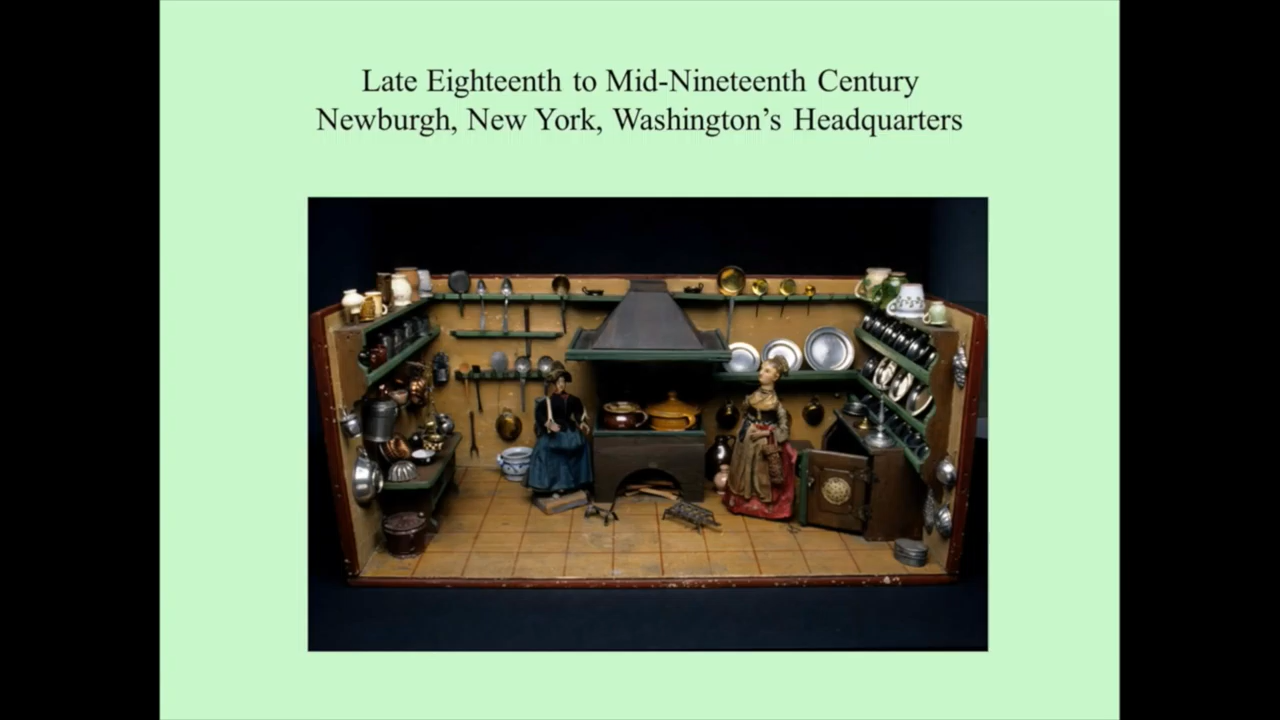 Late Eighteenth to Mid-Nineteenth Century
Newburgh, New York, Washington’s Headquarters